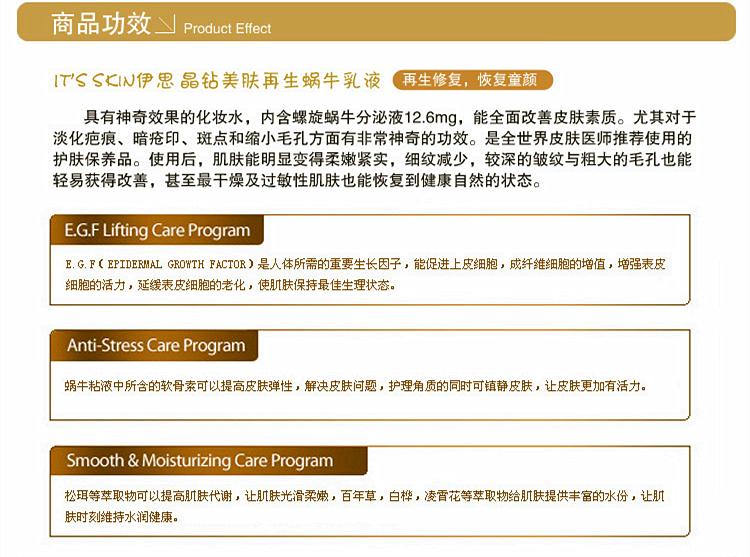 商品功效 Product Effect
IT'S SKIN伊思 晶钻美肤再生蜗牛乳液 再生修复，恢复童颜
具有神奇效果的化妆水，内含螺旋蜗牛分泌液12.6mg，能全面改善皮肤素质。尤其对于
淡化疤痕、暗疮印、斑点和缩小毛孔方面有非常神奇的功效。是全世界皮肤医师推荐使用的
护肤保养品。使用后，肌肤能明显变得柔嫩紧实，细纹减少，较深的皱纹与粗大的毛孔也能
轻易获得改善，甚至最干燥及过敏性肌肤也能恢复到健康自然的状态。
E.G.F Lifting Care Program
E.G.F（EPIDERMAL GROWTH FACTOR）是人体所需的重要生长因子，能促进上皮细胞，成纤维细胞的增值，增强表皮
细胞的活力，延缓表皮细胞的老化，使肌肤保持最佳生理状态。
Anti-Stress Care Program
蜗牛粘液中所含的软骨素可以提高皮肤弹性，解决皮肤问题，护理角质的同时可镇静皮肤，让皮肤更加有活力。
Smooth & Moisturizing Care Program
松珥等萃取物可以提高肌肤代谢，让肌肤光滑柔嫩，百年草，白桦，凌霄花等萃取物给肌肤提供丰富的水份，让肌
肤时刻维持水润健康。